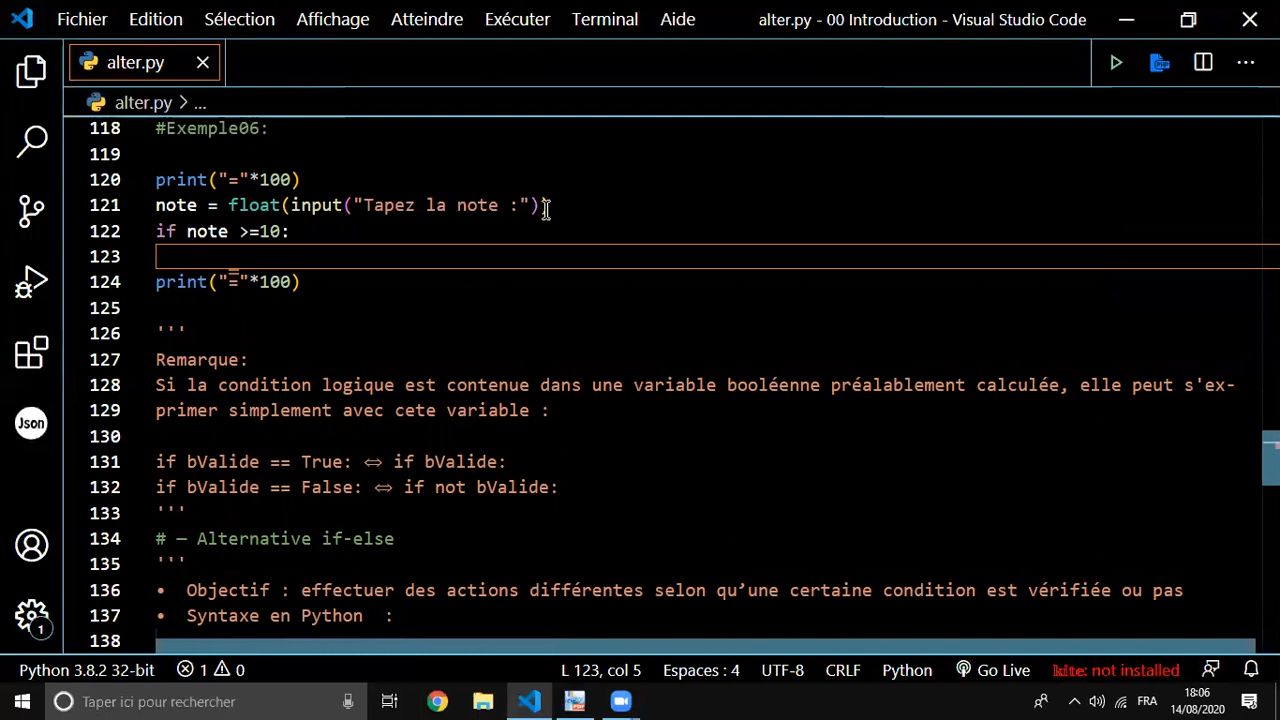 Fichier Edition Sélection Affichage Atteindre Exécuter Terminal Aide alter.py - 00 Introduction - Visual Studio Code
alter.py
alter.py > ...
118 #Exemple06:
119
120 print("="*100)
121 note = float(input("Tapez la note :"))
122 if note >=10:
123
124 print("="*100)
125
126 '''
127 Remarque:
128 Si la condition logique est contenue dans une variable booléenne préalablement calculée, elle peut s'ex-
129 primer simplement avec cete variable :
130
131 if bValide == True: ⇔ if bValide:
132 if bValide == False: ⇔ if not bValide:
133 '''
134 # — Alternative if-else
135 '''
136 • Objectif : effectuer des actions différentes selon qu’une certaine condition est vérifiée ou pas
137 • Syntaxe en Python :
138
Json
1
Python 3.8.2 32-bit 1 0 L 123, col 5 Espaces : 4 UTF-8 CRLF Python Go Live kite: not installed
Taper ici pour rechercher FRA 18:06
14/08/2020